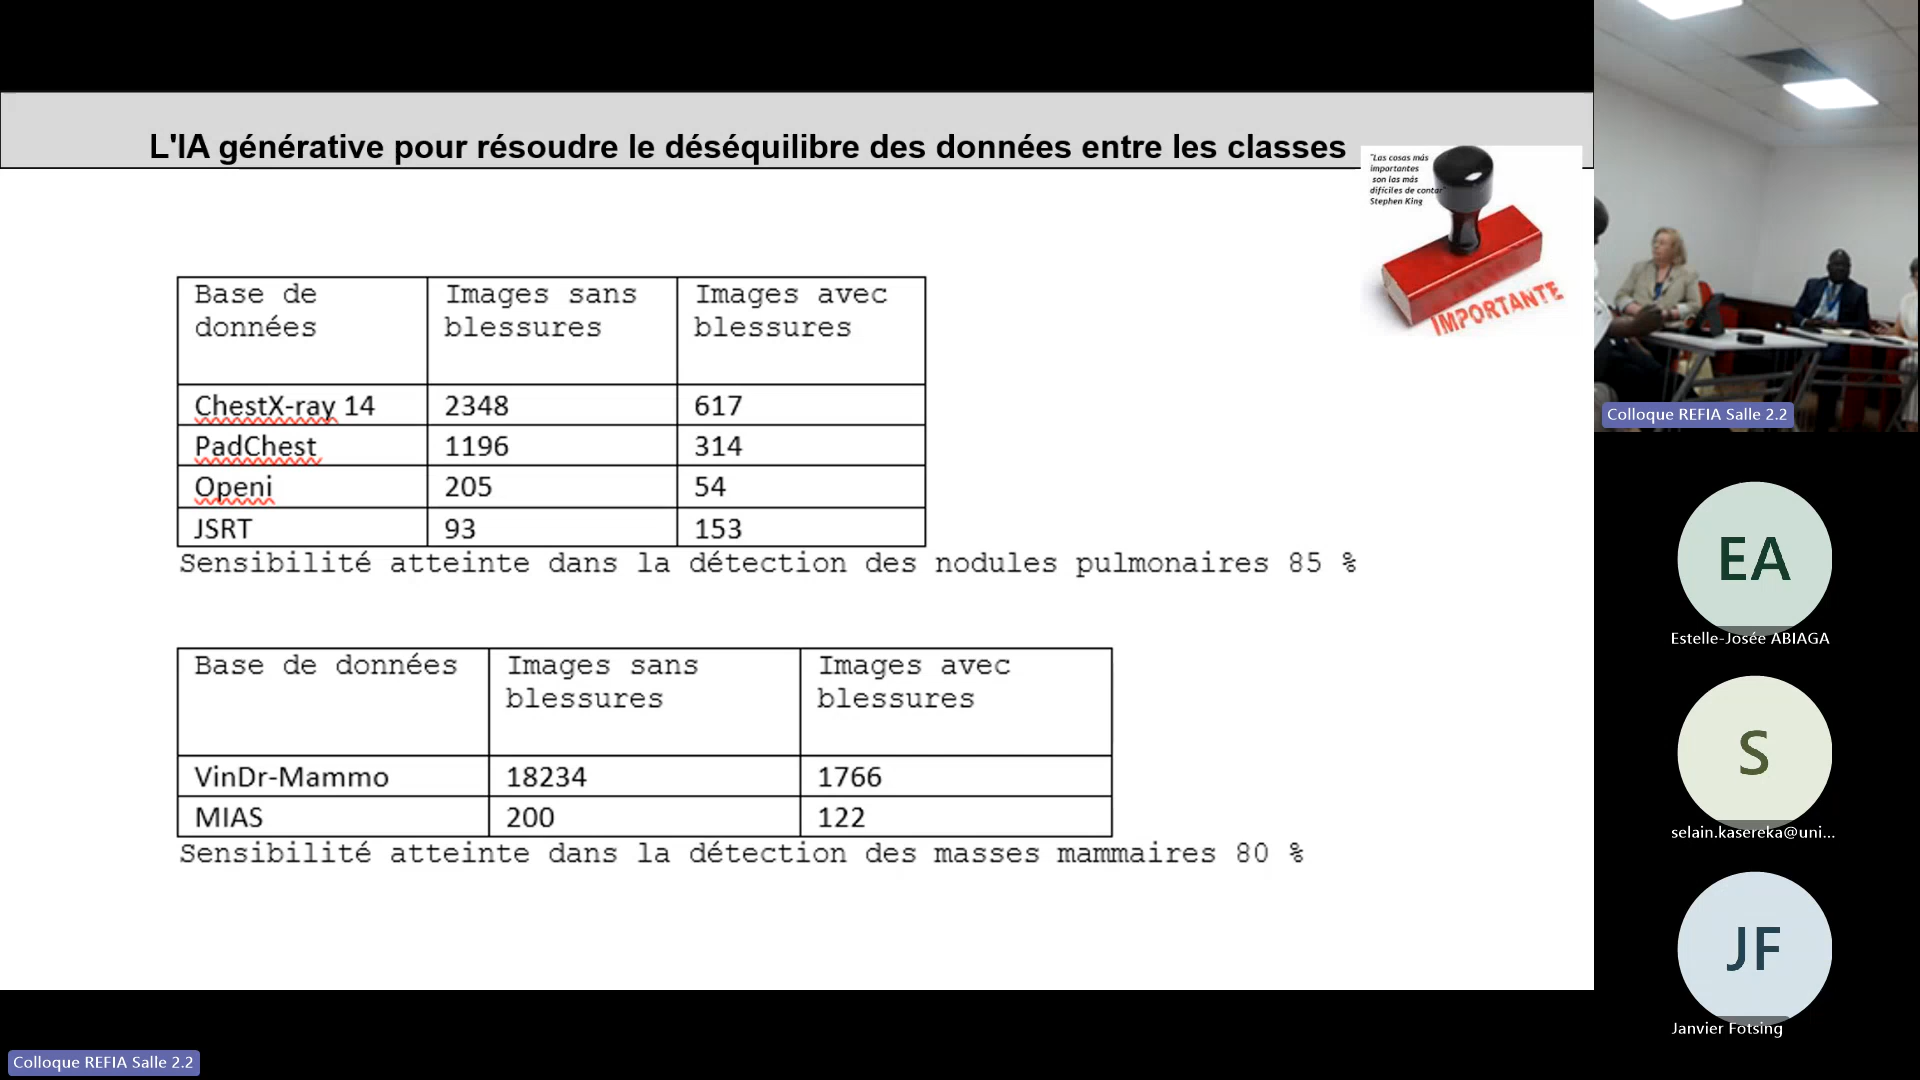 L'IA générative pour résoudre le déséquilibre des données entre les classes
"Las cosas más
importantes
son las más
difíciles de contar"
Stephen King
IMPORTANTE
Base de données	Images sans blessures	Images avec blessures
ChestX-ray 14	2348	617
PadChest	1196	314
Openi	205	54
JSRT	93	153
Sensibilité atteinte dans la détection des nodules pulmonaires 85 %
Base de données	Images sans blessures	Images avec blessures
VinDr-Mammo	18234	1766
MIAS	200	122
Sensibilité atteinte dans la détection des masses mammaires 80 %
Colloque REFIA Salle 2.2
EA
Estelle-Josée ABIAGA
S
selain.kasereka@uni...
JF
Janvier Fotsing
Colloque REFIA Salle 2.2